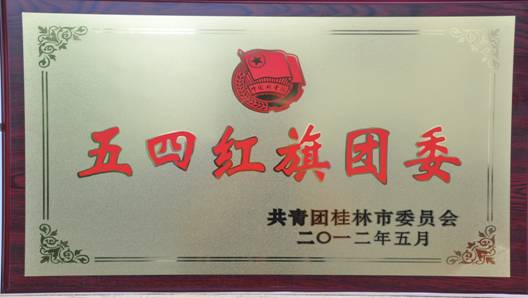 五四红旗团委
共青团桂林市委员会
二〇一二年五月